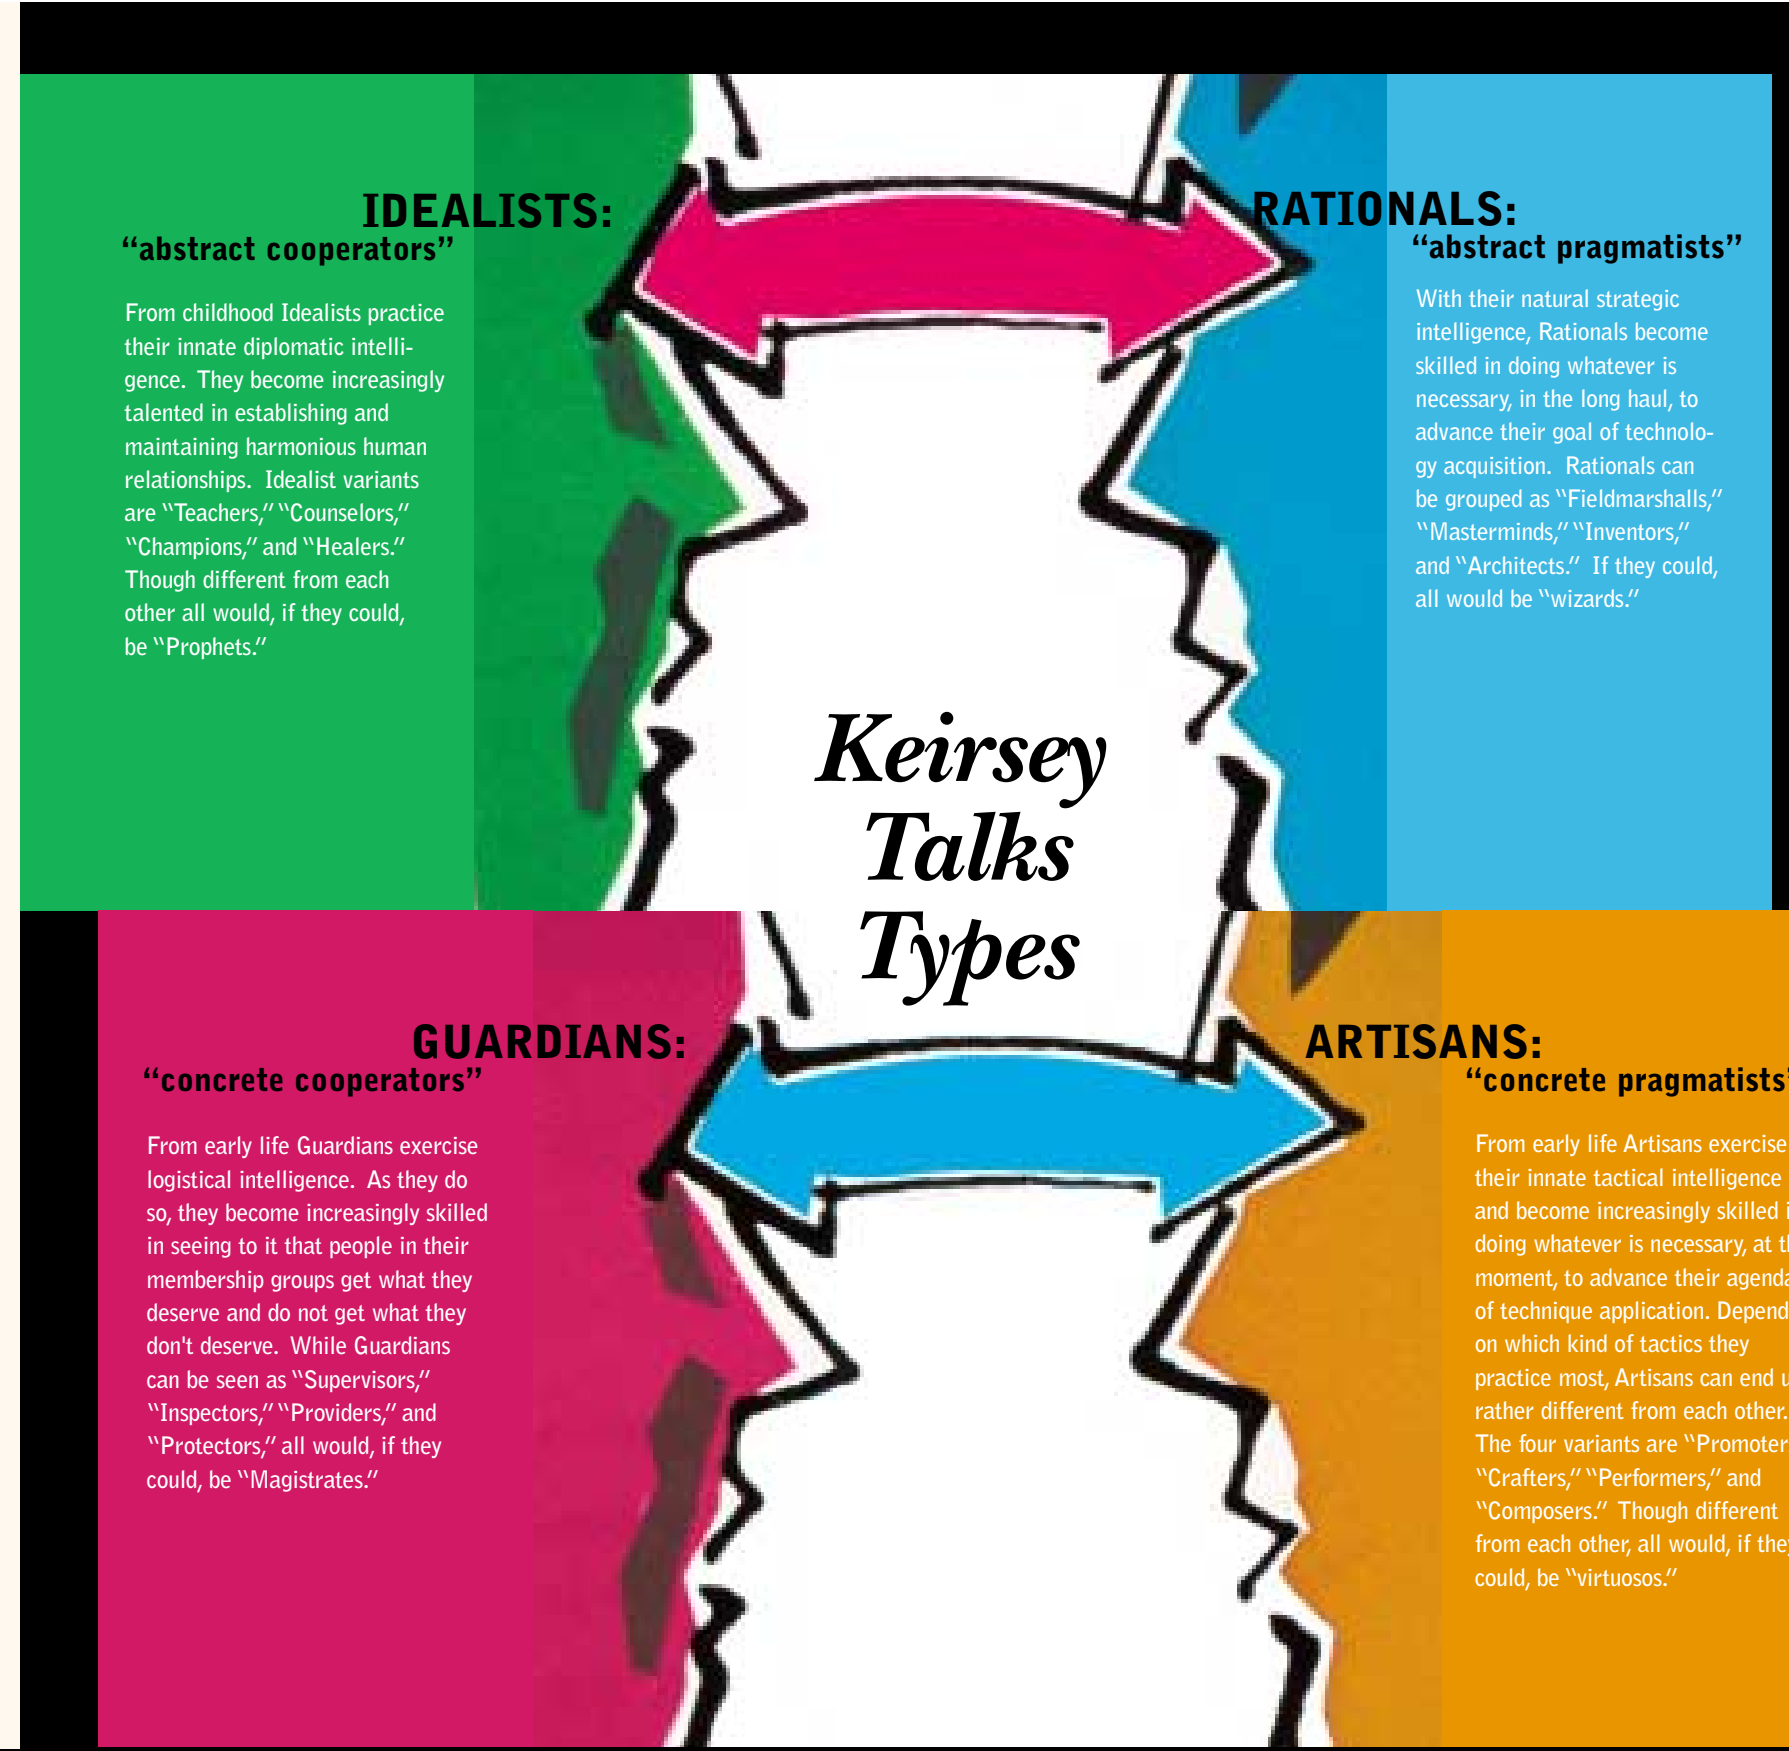 IDEALISTS:
“abstract cooperators”
From childhood Idealists practice
their innate diplomatic intelli-
gence.  They become increasingly
talented in establishing and
maintaining harmonious human
relationships.  Idealist variants
are “Teachers,” “Counselors,”
“Champions,” and “Healers.”
Though different from each
other all would, if they could,
be “Prophets.”
RATIONALS:
“abstract pragmatists”
With their natural strategic
intelligence, Rationals become
skilled in doing whatever is
necessary, in the long haul, to
advance their goal of technolo-
gy acquisition.  Rationals can
be grouped as “Fieldmarshalls,”
“Masterminds,” “Inventors,”
and “Architects.”  If they could,
all would be “wizards.”
Keirsey
Talks
Types
GUARDIANS:
“concrete cooperators”
From early life Guardians exercise
logistical intelligence.  As they do
so, they become increasingly skilled
in seeing to it that people in their
membership groups get what they
deserve and do not get what they
don't deserve.  While Guardians
can be seen as “Supervisors,”
“Inspectors,” “Providers,” and
“Protectors,” all would, if they
could, be “Magistrates.”
ARTISANS:
“concrete pragmatists”
From early life Artisans exercise
their innate tactical intelligence
and become increasingly skilled
doing whatever is necessary, at
moment, to advance their agenda
of technique application. Depend
on which kind of tactics they
practice most, Artisans can end
rather different from each other.
The four variants are “Promoter
“Crafters,” “Performers,” and
“Composers.”  Though different
from each other, all would, if they
could, be “virtuosos.”